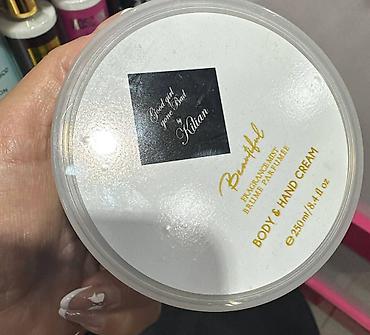 Good girl
gone Bad
by
Kilian
Beautiful
FRAGRANCE MIST
BRUME PARFUMÉE
BODY & HAND CREAM
e 250ml/8.4 fl oz